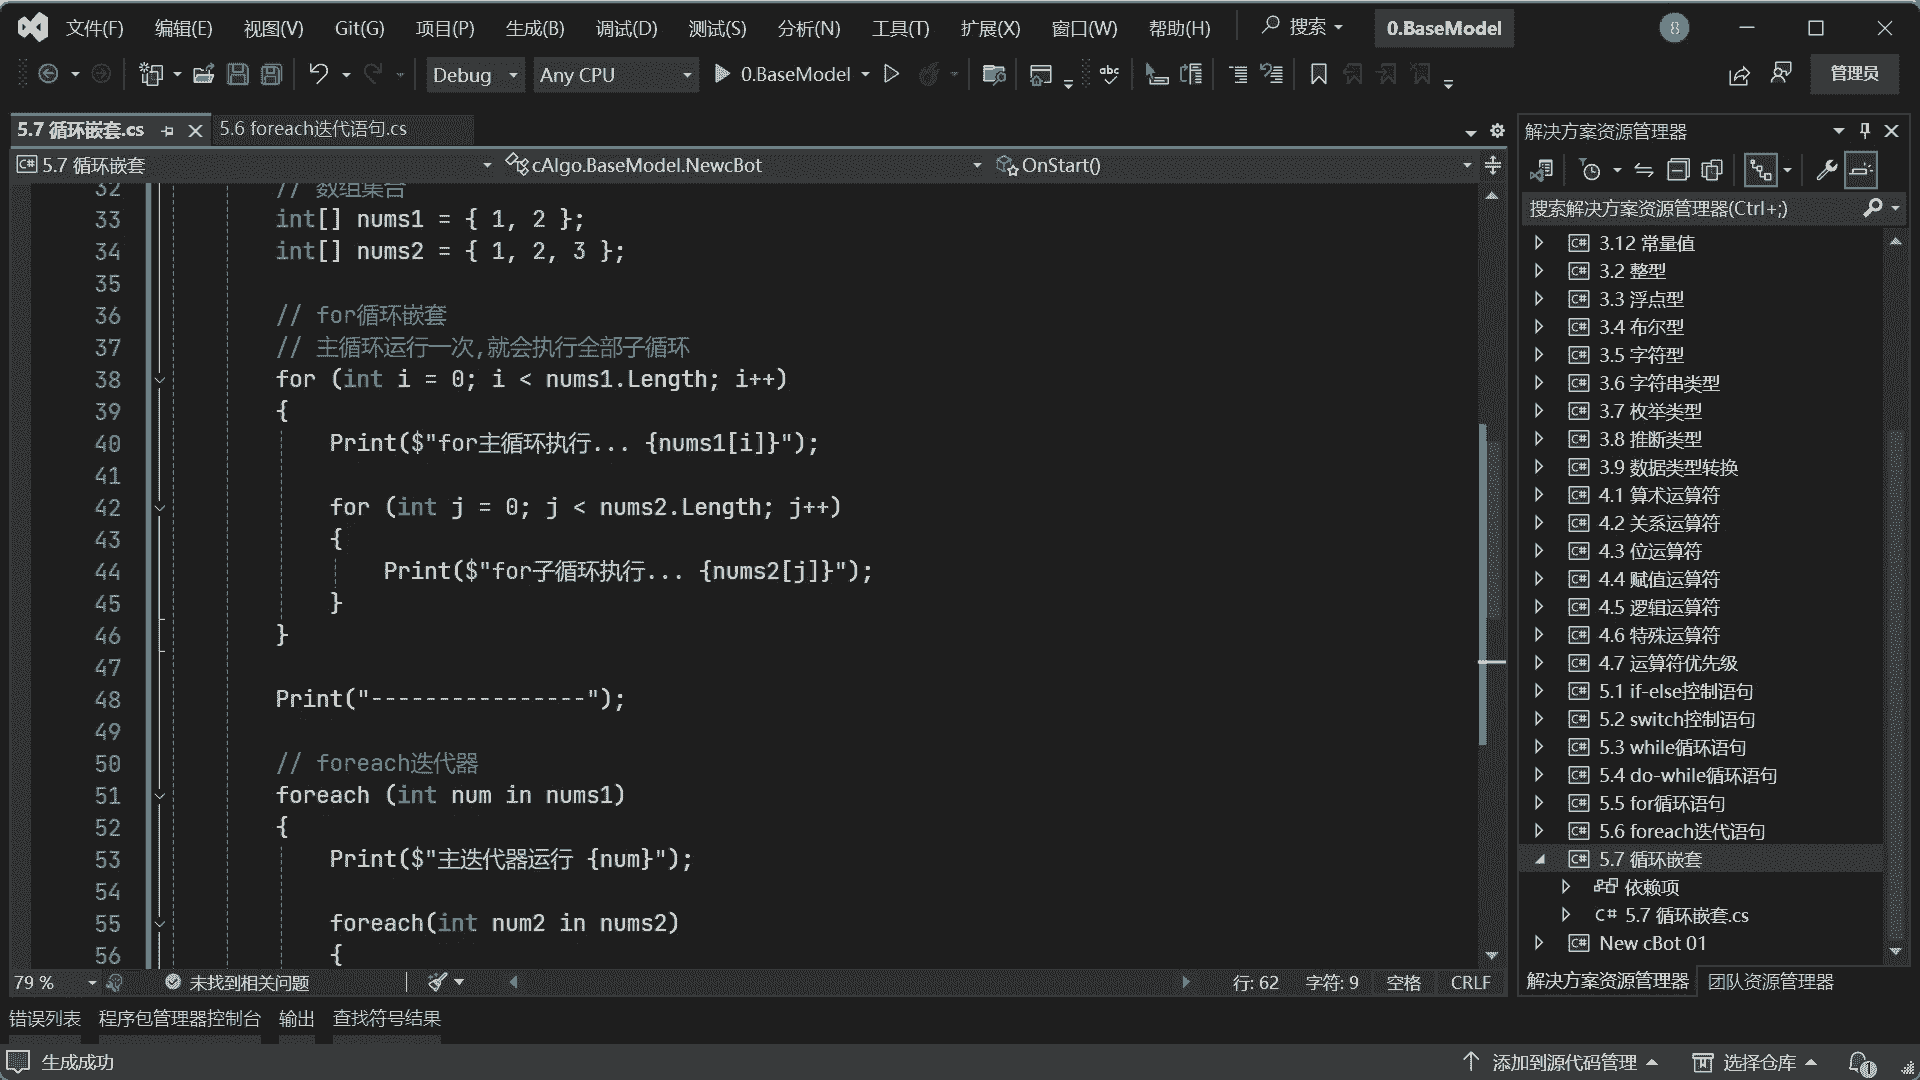 文件(F) 编辑(E) 视图(V) Git(G) 项目(P) 生成(B) 调试(D) 测试(S) 分析(N) 工具(T) 扩展(X) 窗口(W) 帮助(H) 搜索 0.BaseModel 8
Debug Any CPU 0.BaseModel abc 管理员
5.7 循环嵌套.cs 5.6 foreach迭代语句.cs
C# 5.7 循环嵌套 cAlgo.BaseModel.NewcBot OnStart()
32 // 数组集合
33 int[] nums1 = { 1, 2 };
34 int[] nums2 = { 1, 2, 3 };
35
36 // for循环嵌套
37 // 主循环运行一次,就会执行全部子循环
38 for (int i = 0; i < nums1.Length; i++)
39 {
40 Print($"for主循环执行... {nums1[i]}");
41
42 for (int j = 0; j < nums2.Length; j++)
43 {
44 Print($"for子循环执行... {nums2[j]}");
45 }
46 }
47
48 Print("----------------");
49
50 // foreach迭代器
51 foreach (int num in nums1)
52 {
53 Print($"主迭代器运行 {num}");
54
55 foreach(int num2 in nums2)
56 {
79 % 未找到相关问题 行: 62 字符: 9 空格 CRLF
解决方案资源管理器
搜索解决方案资源管理器(Ctrl+;)
C# 3.12 常量值
C# 3.2 整型
C# 3.3 浮点型
C# 3.4 布尔型
C# 3.5 字符型
C# 3.6 字符串类型
C# 3.7 枚举类型
C# 3.8 推断类型
C# 3.9 数据类型转换
C# 4.1 算术运算符
C# 4.2 关系运算符
C# 4.3 位运算符
C# 4.4 赋值运算符
C# 4.5 逻辑运算符
C# 4.6 特殊运算符
C# 4.7 运算符优先级
C# 5.1 if-else控制语句
C# 5.2 switch控制语句
C# 5.3 while循环语句
C# 5.4 do-while循环语句
C# 5.5 for循环语句
C# 5.6 foreach迭代语句
C# 5.7 循环嵌套
依赖项
C# 5.7 循环嵌套.cs
C# New cBot 01
解决方案资源管理器 团队资源管理器
错误列表 程序包管理器控制台 输出 查找符号结果
生成成功 添加到源代码管理 选择仓库 1